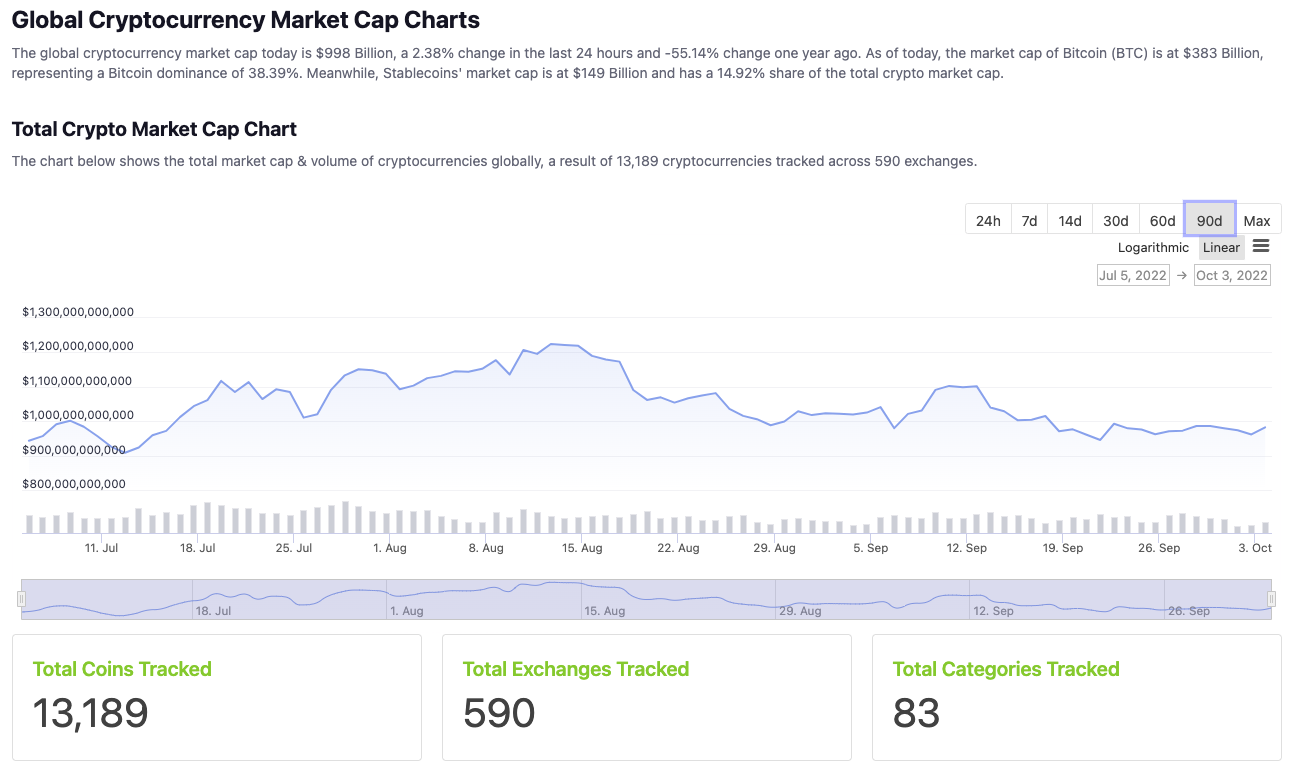 Global Cryptocurrency Market Cap Charts
The global cryptocurrency market cap today is $998 Billion, a 2.38% change in the last 24 hours and -55.14% change one year ago. As of today, the market cap of Bitcoin (BTC) is at $383 Billion,
representing a Bitcoin dominance of 38.39%. Meanwhile, Stablecoins' market cap is at $149 Billion and has a 14.92% share of the total crypto market cap.
Total Crypto Market Cap Chart
The chart below shows the total market cap & volume of cryptocurrencies globally, a result of 13,189 cryptocurrencies tracked across 590 exchanges.
24h 7d 14d 30d 60d 90d Max
Logarithmic Linear
Jul 5, 2022 → Oct 3, 2022
$1,300,000,000,000
$1,200,000,000,000
$1,100,000,000,000
$1,000,000,000,000
$900,000,000,000
$800,000,000,000
11. Jul 18. Jul 25. Jul 1. Aug 8. Aug 15. Aug 22. Aug 29. Aug 5. Sep 12. Sep 19. Sep 26. Sep 3. Oct
18. Jul 1. Aug 15. Aug 29. Aug 12. Sep 26. Sep
Total Coins Tracked Total Exchanges Tracked Total Categories Tracked
13,189 590 83